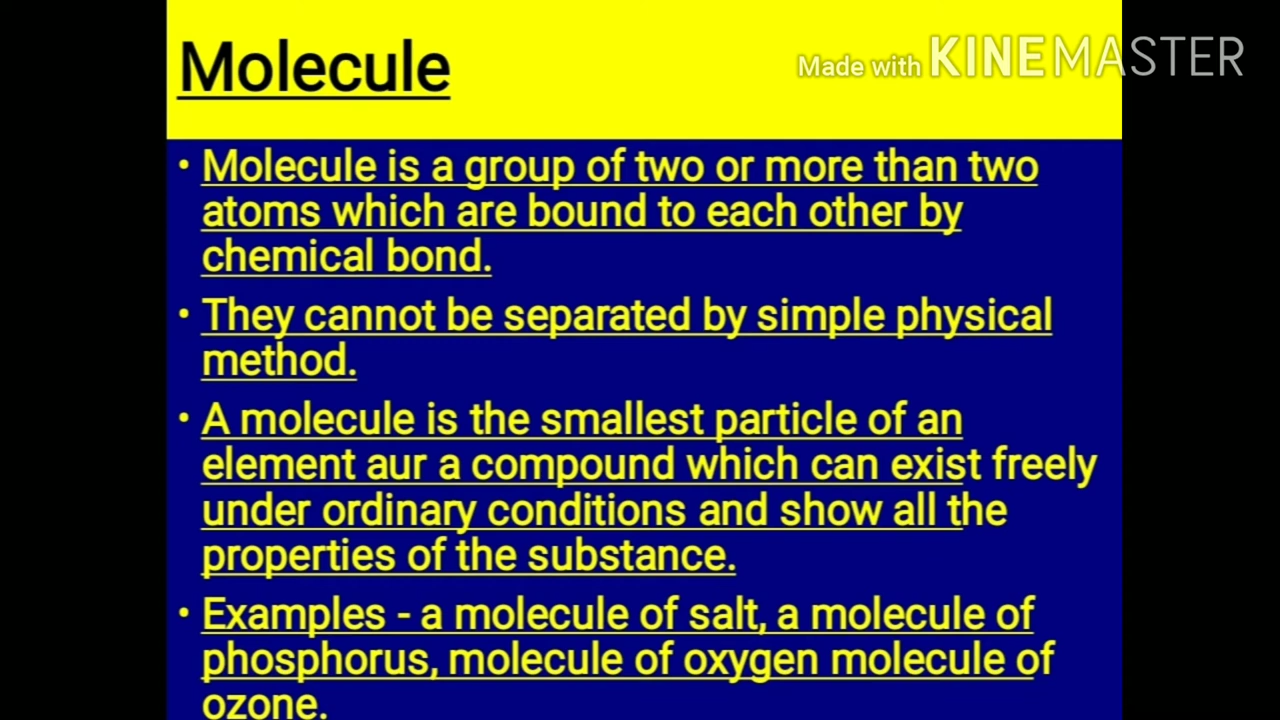 Molecule
Made with KINEMASTER
• Molecule is a group of two or more than two
atoms which are bound to each other by
chemical bond.
• They cannot be separated by simple physical
method.
• A molecule is the smallest particle of an
element aur a compound which can exist freely
under ordinary conditions and show all the
properties of the substance.
• Examples - a molecule of salt, a molecule of
phosphorus, molecule of oxygen molecule of
ozone.